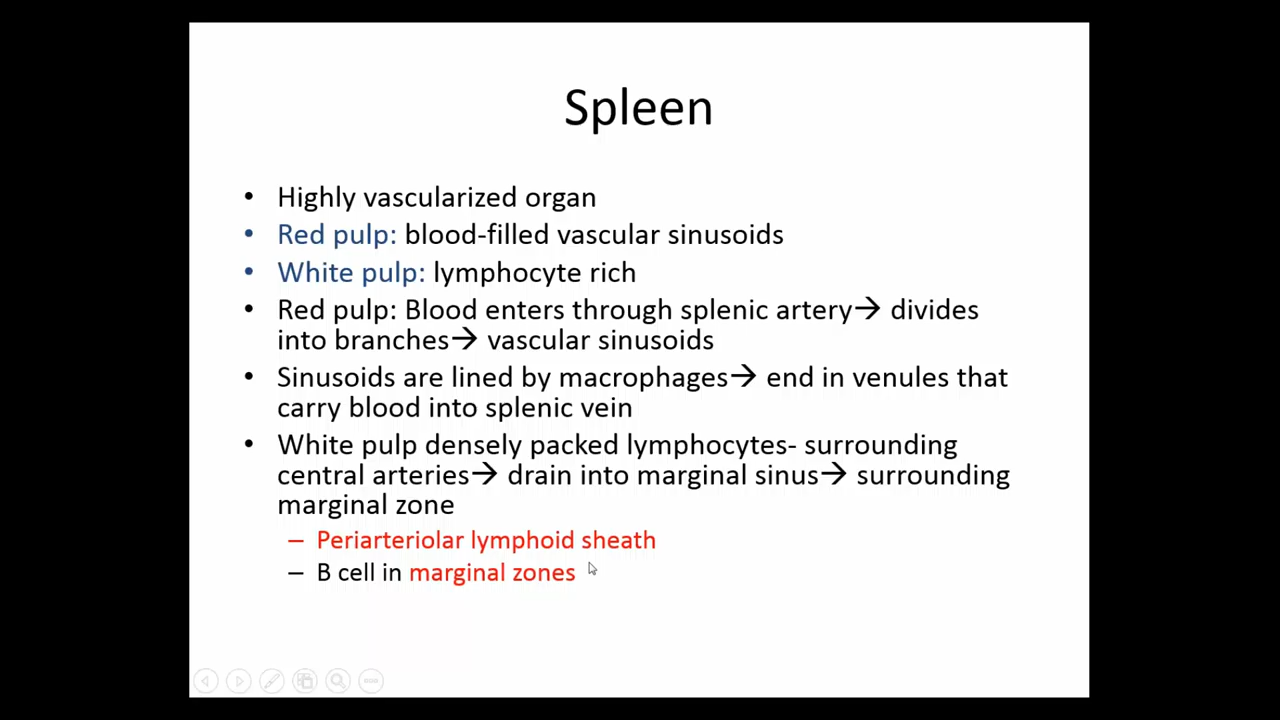 Spleen
• Highly vascularized organ
• Red pulp: blood-filled vascular sinusoids
• White pulp: lymphocyte rich
• Red pulp: Blood enters through splenic artery→ divides
into branches→ vascular sinusoids
• Sinusoids are lined by macrophages→ end in venules that
carry blood into splenic vein
• White pulp densely packed lymphocytes- surrounding
central arteries→ drain into marginal sinus→ surrounding
marginal zone
– Periarteriolar lymphoid sheath
– B cell in marginal zones